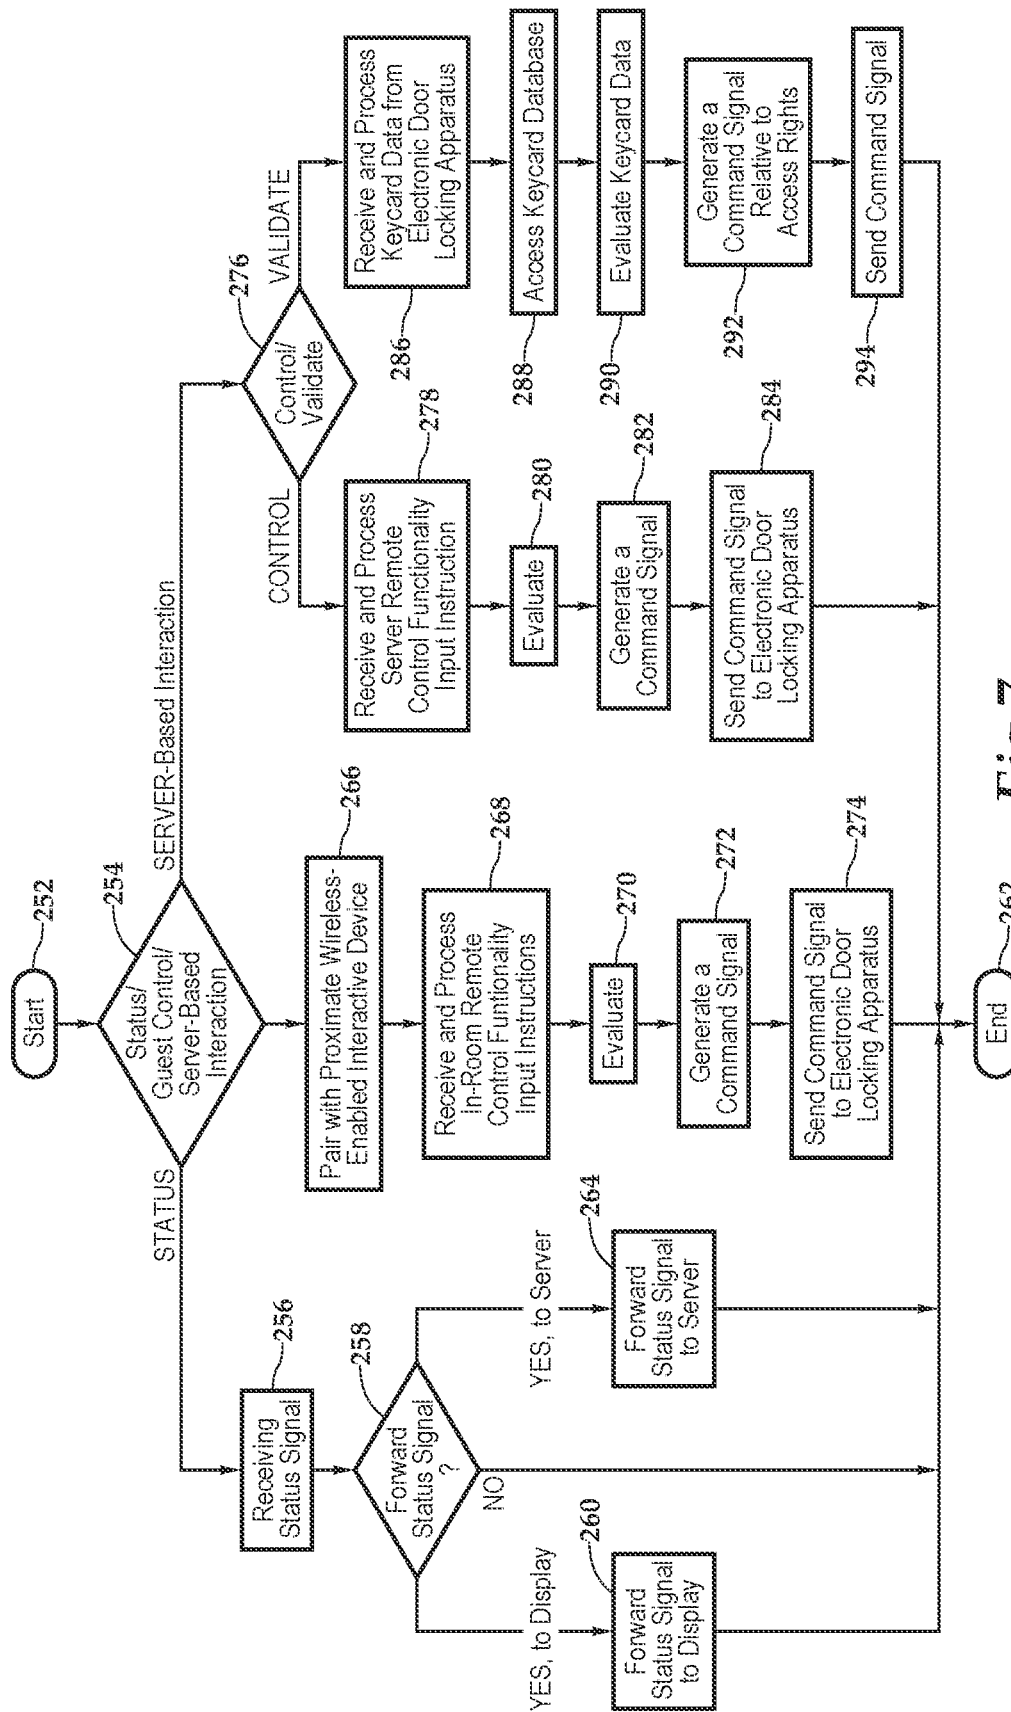 Start
252
254
Status/
Guest Control/
Server-Based
Interaction
STATUS
SERVER-Based Interaction
256
Receiving
Status Signal
258
Forward
Status Signal
?
YES, to Display
NO
YES, to Server
260
Forward
Status Signal
to Display
264
Forward
Status Signal
to Server
266
Pair with Proximate Wireless-
Enabled Interactive Device
268
Receive and Process
In-Room Remote
Control Funtionality
Input Instructions
270
Evaluate
272
Generate a
Command Signal
274
Send Command Signal
to Electronic Door
Locking Apparatus
276
Control/
Validate
CONTROL
VALIDATE
278
Receive and Process
Server Remote
Control Functionality
Input Instruction
280
Evaluate
282
Generate a
Command Signal
284
Send Command Signal
to Electronic Door
Locking Apparatus
Receive and Process
Keycard Data from
Electronic Door
Locking Apparatus
286
Access Keycard Database
288
Evaluate Keycard Data
290
Generate a
Command Signal
Relative to
Access Rights
292
Send Command Signal
294
End
262
Fig.7